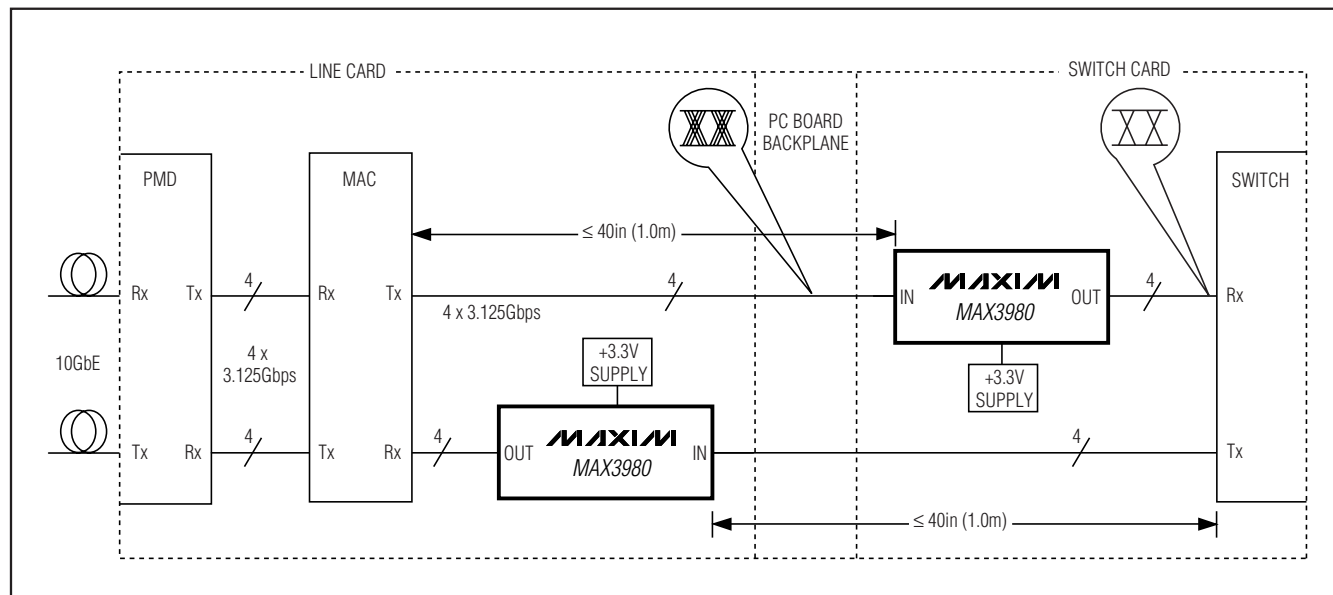 LINE CARD
SWITCH CARD
PC BOARD
BACKPLANE
PMD
MAC
SWITCH
≤ 40in (1.0m)
Rx
Tx
4
Rx
Tx
4
4 x 3.125Gbps
IN
MAXIM
MAX3980
OUT
4
Rx
10GbE
4 x
3.125Gbps
+3.3V
SUPPLY
+3.3V
SUPPLY
Tx
Rx
4
Tx
Rx
4
OUT
MAXIM
MAX3980
IN
4
Tx
≤ 40in (1.0m)